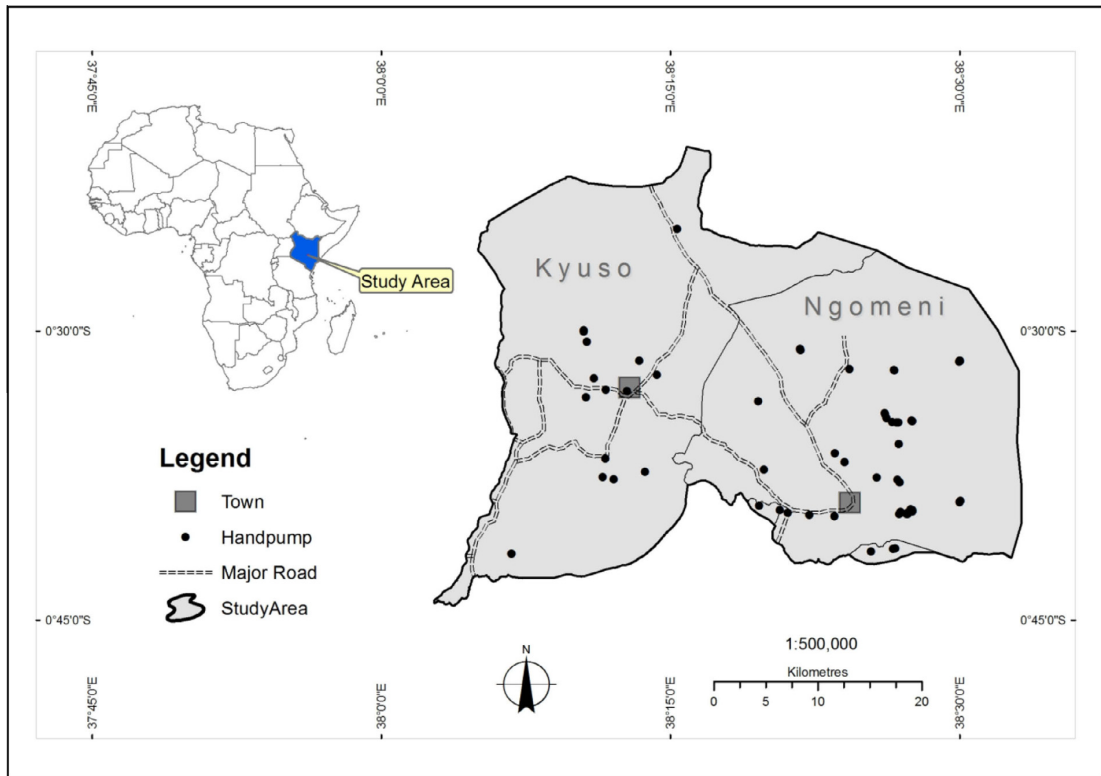 37°45'0"E
38°0'0"E
38°15'0"E
38°30'0"E
Study Area
Kyuso
Ngomeni
0°30'0"S
0°30'0"S
Legend
Town
Handpump
Major Road
StudyArea
0°45'0"S
0°45'0"S
N
1:500,000
Kilometres
0 5 10 20
37°45'0"E
38°0'0"E
38°15'0"E
38°30'0"E